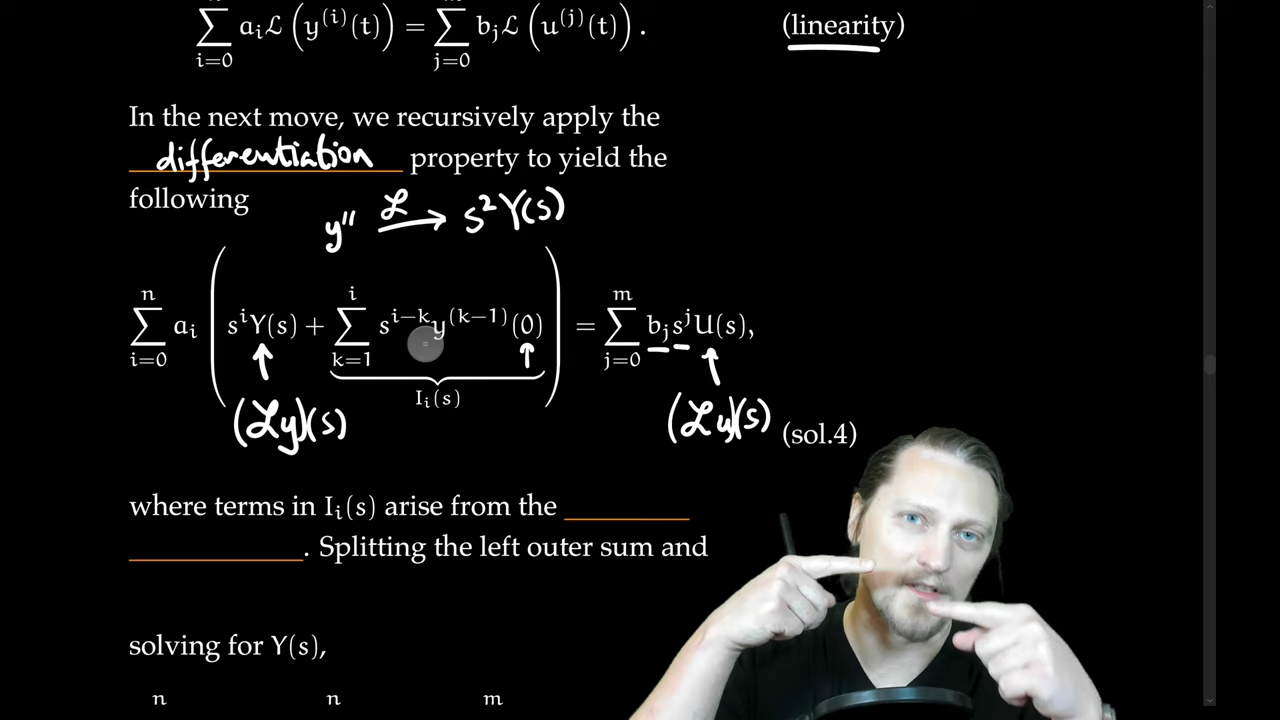 n
∑ aᵢℒ (y⁽ⁱ⁾(t)) = ∑ bⱼℒ (u⁽ʲ⁾(t)) . (linearity)
i=0 j=0
In the next move, we recursively apply the
differentiation property to yield the
following
y'' ℒ→ s² Y(s)
n i m
∑ aᵢ ( sⁱY(s) + ∑ sⁱ⁻ᵏy⁽ᵏ⁻¹⁾(0) ) = ∑ bⱼsʲU(s),
i=0 k=1 j=0
Iᵢ(s)
(ℒy)(s) (ℒu)(s) (sol.4)
where terms in Iᵢ(s) arise from the
. Splitting the left outer sum and
solving for Y(s),
n n m